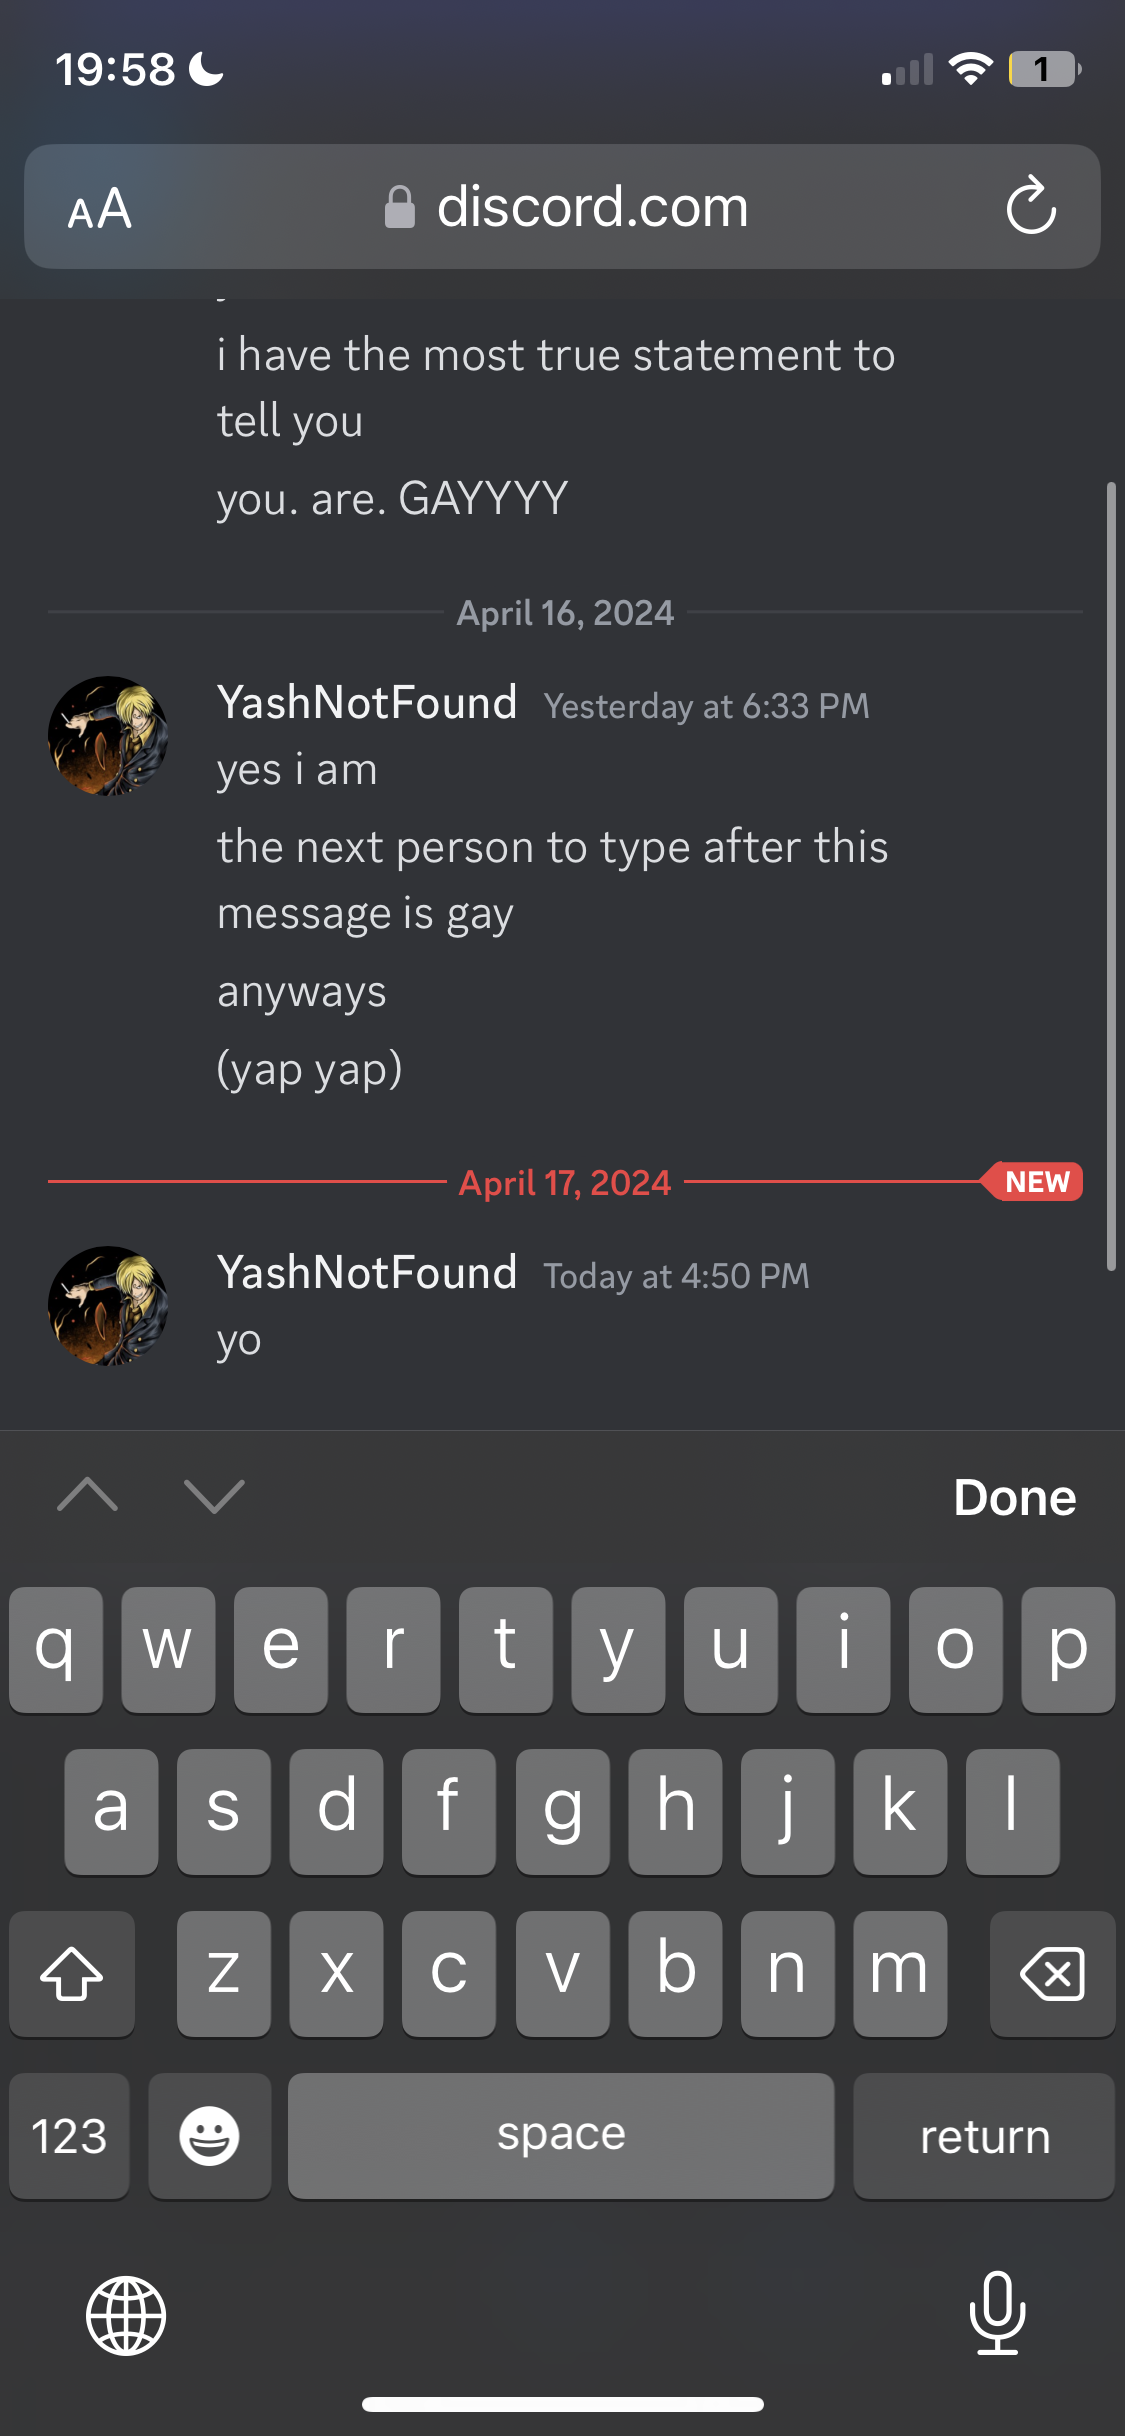 19:58
1
AA
discord.com
i have the most true statement to
tell you
you. are. GAYYYY
April 16, 2024
YashNotFound Yesterday at 6:33 PM
yes i am
the next person to type after this
message is gay
anyways
(yap yap)
April 17, 2024 NEW
YashNotFound Today at 4:50 PM
yo
Done
q w e r t y u i o p
a s d f g h j k l
z x c v b n m
123 space return